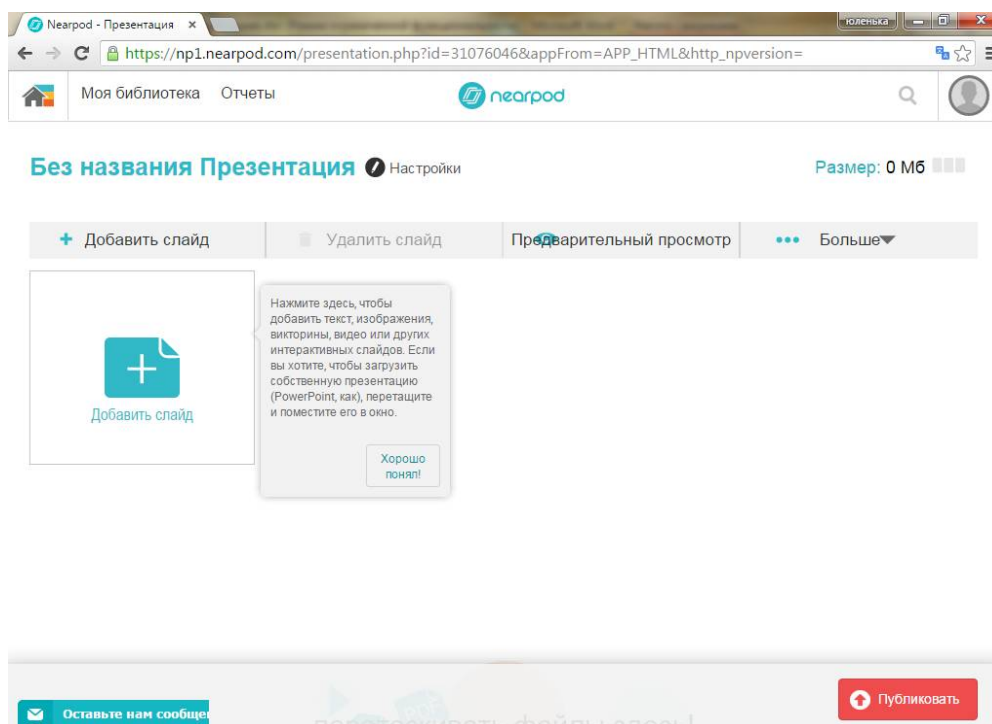 Nearpod - Презентация
юленька
https://np1.nearpod.com/presentation.php?id=31076046&appFrom=APP_HTML&http_npversion=
Моя библиотека Отчеты nearpod
Без названия Презентация Настройки Размер: 0 Мб
Добавить слайд Удалить слайд Предварительный просмотр Больше
Нажмите здесь, чтобы
добавить текст, изображения,
викторины, видео или других
интерактивных слайдов. Если
вы хотите, чтобы загрузить
собственную презентацию
(PowerPoint, как), перетащите
и поместите его в окно.
Добавить слайд
Хорошо
понял!
Публиковать
Оставьте нам сообще
перетаскивать файлы здесь!